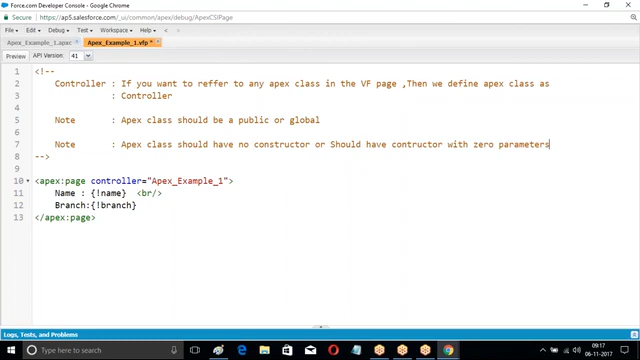 Force.com Developer Console - Google Chrome
Secure https://ap5.salesforce.com/_ui/common/apex/debug/ApexCSIPage
File Edit Debug Test Workspace Help < >
Apex_Example_1.apxc Apex_Example_1.vfp *
Preview API Version: 41
1 <!--
2 Controller : If you want to reffer to any apex class in the VF page ,Then we define apex class as
3 : Controller
4
5 Note : Apex class should be a public or global
6
7 Note : Apex class should have no constructor or Should have contructor with zero parameters
8 -->
9
10 <apex:page controller="Apex_Example_1">
11 Name : {!name} <br/>
12 Branch:{!branch}
13 </apex:page>
Logs, Tests, and Problems
Type here to search
09:17
06-11-2017